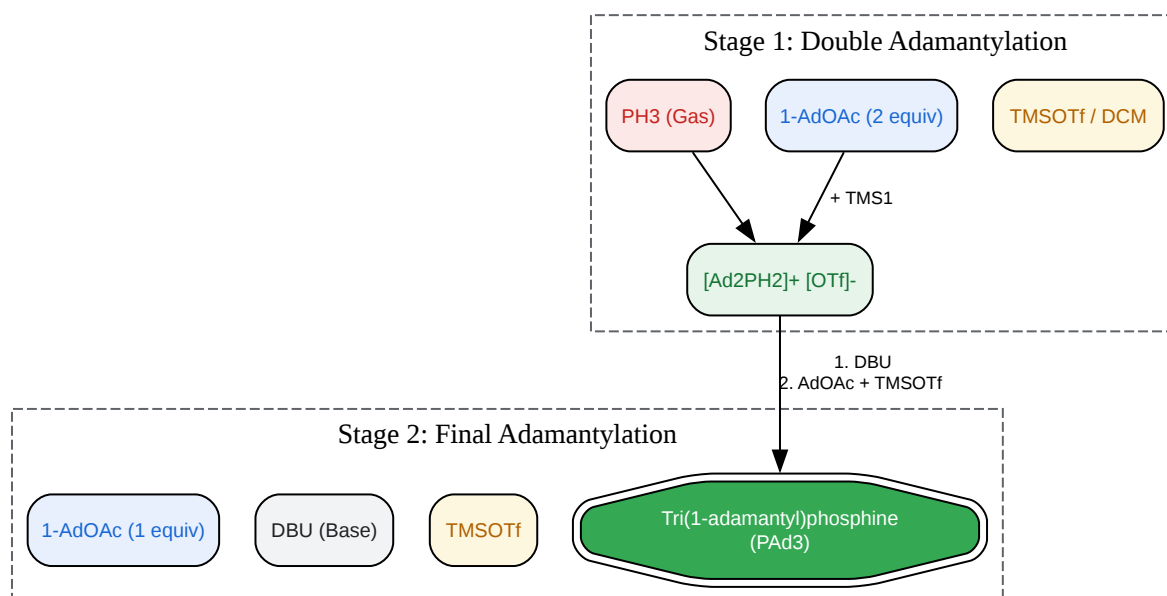 Stage 1: Double Adamantylation
PH3 (Gas)
1-AdOAc (2 equiv)
TMSOTf / DCM
+ TMS1
[Ad2PH2]+ [OTf]-
1. DBU
2. AdOAc + TMSOTf
Stage 2: Final Adamantylation
1-AdOAc (1 equiv)
DBU (Base)
TMSOTf
Tri(1-adamantyl)phosphine
(PAd3)